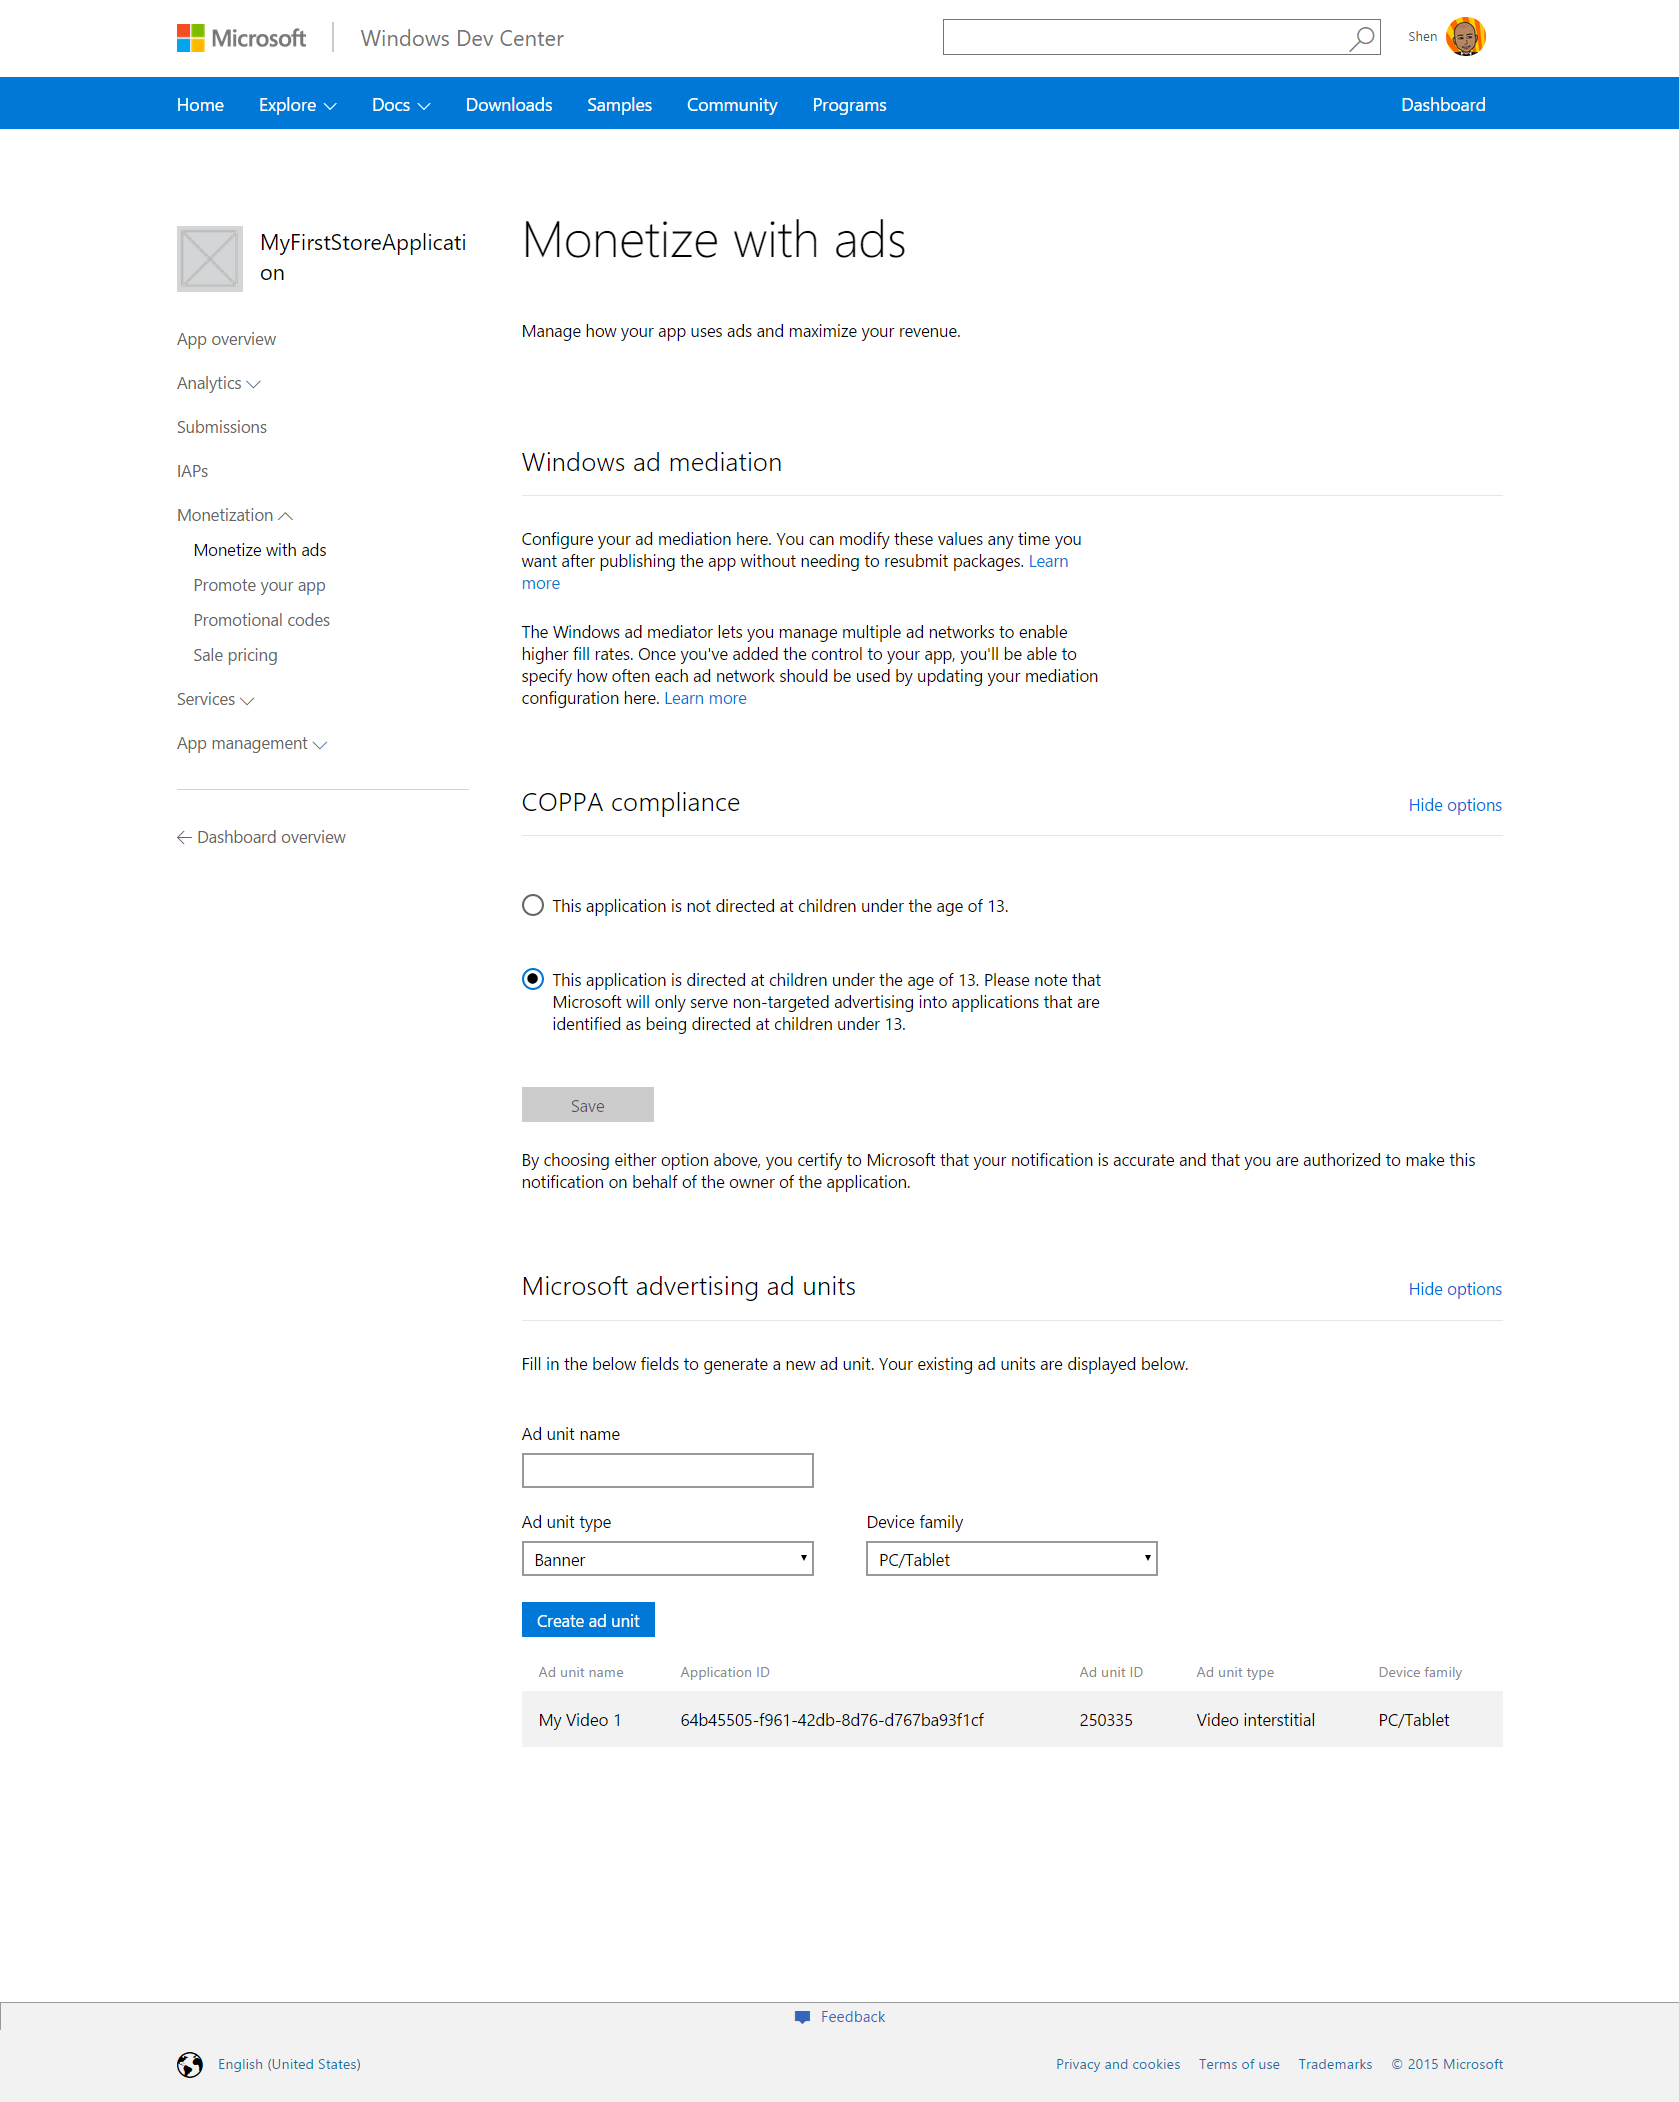 Microsoft
Windows Dev Center
Shen
Home
Explore
Docs
Downloads
Samples
Community
Programs
Dashboard
MyFirstStoreApplicati
on
App overview
Analytics
Submissions
IAPs
Monetization
Monetize with ads
Promote your app
Promotional codes
Sale pricing
Services
App management
Dashboard overview
Monetize with ads
Manage how your app uses ads and maximize your revenue.
Windows ad mediation
Configure your ad mediation here. You can modify these values any time you
want after publishing the app without needing to resubmit packages. Learn
more
The Windows ad mediator lets you manage multiple ad networks to enable
higher fill rates. Once you've added the control to your app, you'll be able to
specify how often each ad network should be used by updating your mediation
configuration here. Learn more
COPPA compliance
Hide options
This application is not directed at children under the age of 13.
This application is directed at children under the age of 13. Please note that
Microsoft will only serve non-targeted advertising into applications that are
identified as being directed at children under 13.
Save
By choosing either option above, you certify to Microsoft that your notification is accurate and that you are authorized to make this
notification on behalf of the owner of the application.
Microsoft advertising ad units
Hide options
Fill in the below fields to generate a new ad unit. Your existing ad units are displayed below.
Ad unit name
Ad unit type
Device family
Banner
PC/Tablet
Create ad unit
Ad unit name Application ID Ad unit ID Ad unit type Device family
My Video 1 64b45505-f961-42db-8d76-d767ba93f1cf 250335 Video interstitial PC/Tablet
Feedback
English (United States)
Privacy and cookies Terms of use Trademarks © 2015 Microsoft